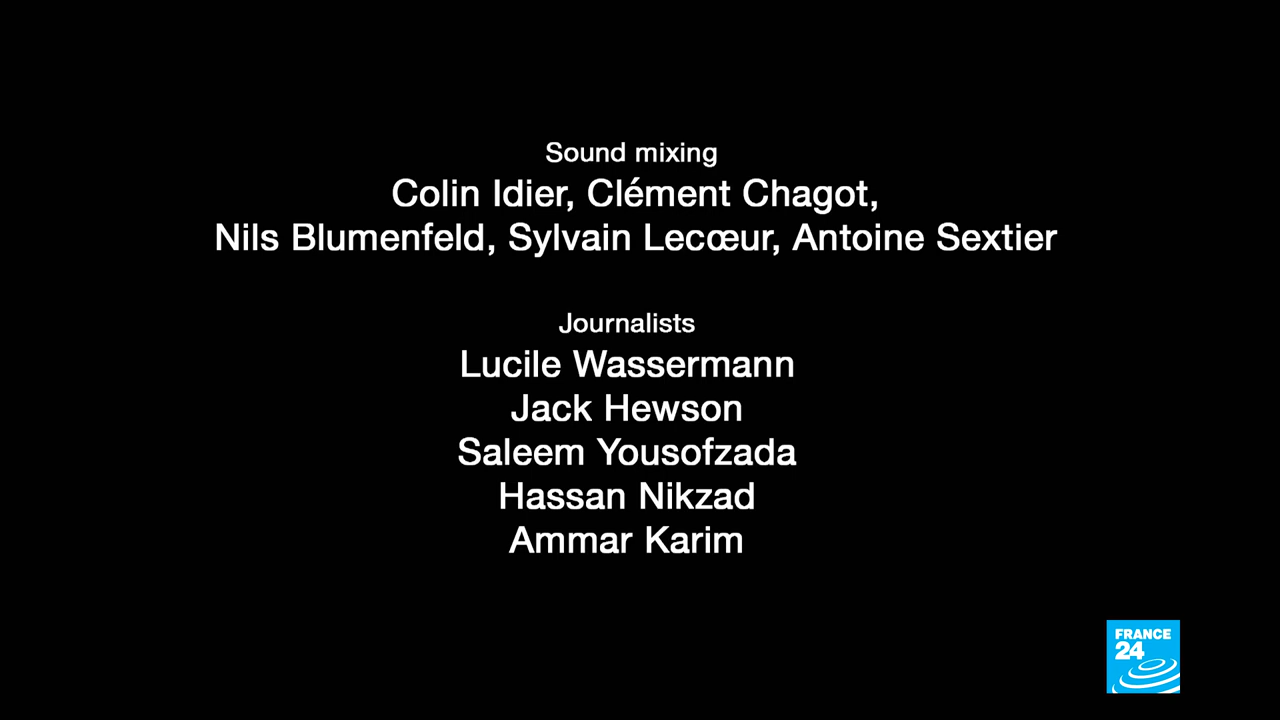 Sound mixing
Colin Idier, Clément Chagot,
Nils Blumenfeld, Sylvain Lecœur, Antoine Sextier
Journalists
Lucile Wassermann
Jack Hewson
Saleem Yousofzada
Hassan Nikzad
Ammar Karim
FRANCE
24